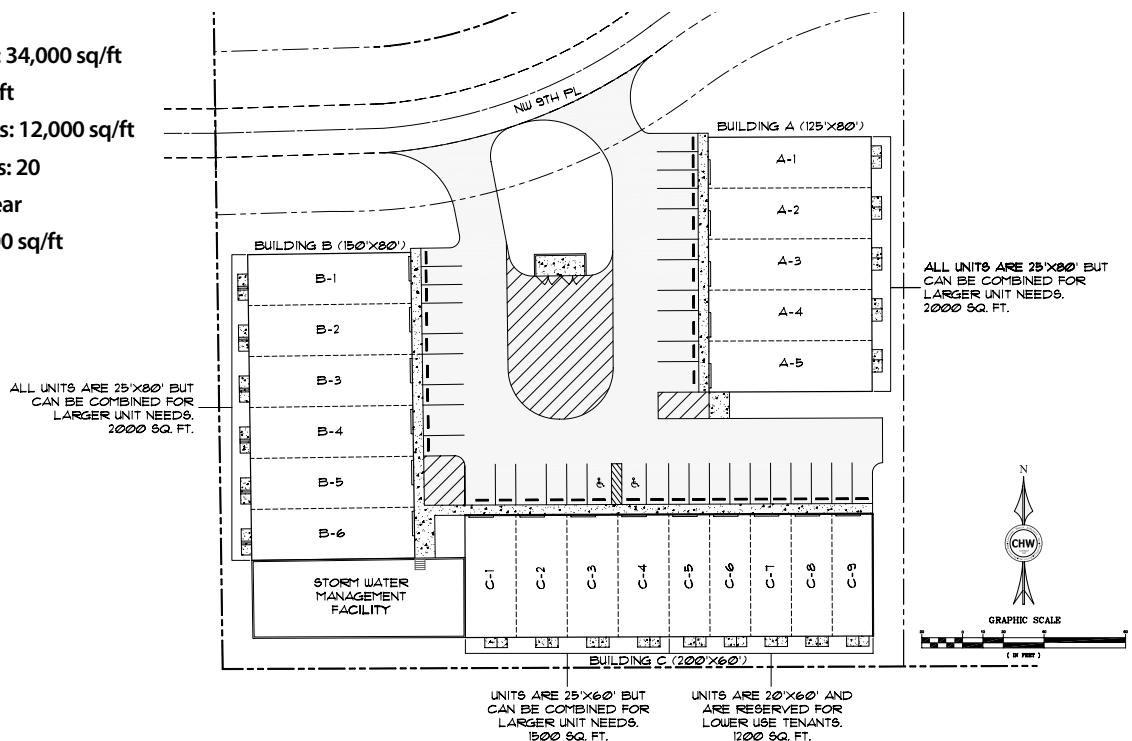 : 34,000 sq/ft
ft
s: 12,000 sq/ft
s: 20
ear
00 sq/ft
NW 9TH PL
BUILDING A (125'X80')
A-1
A-2
A-3
A-4
A-5
ALL UNITS ARE 25'X80' BUT
CAN BE COMBINED FOR
LARGER UNIT NEEDS.
2000 SQ. FT.
BUILDING B (150'X80')
B-1
B-2
B-3
B-4
B-5
B-6
ALL UNITS ARE 25'X80' BUT
CAN BE COMBINED FOR
LARGER UNIT NEEDS.
2000 SQ. FT.
STORM WATER
MANAGEMENT
FACILITY
C-1
C-2
C-3
C-4
C-5
C-6
C-7
C-8
C-9
BUILDING C (200'X60')
UNITS ARE 25'X60' BUT
CAN BE COMBINED FOR
LARGER UNIT NEEDS.
1500 SQ. FT.
UNITS ARE 20'X60' AND
ARE RESERVED FOR
LOWER USE TENANTS.
1200 SQ. FT.
N
CHW
GRAPHIC SCALE
( IN FEET )